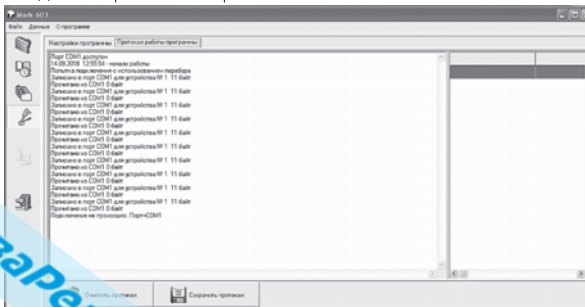 Mark-603
Файл Данные О программе
Настройки программы Протокол работы программы
Порт COM1 доступен
14.09.2018 12:55:54 - начало работы
Попытка подключения с использованием перебора
Записано в порт COM1 для устройства № 1 11 байт
Прочитано из COM1 0 байт
Записано в порт COM1 для устройства № 1 11 байт
Прочитано из COM1 0 байт
Записано в порт COM1 для устройства № 1 11 байт
Прочитано из COM1 0 байт
Записано в порт COM1 для устройства № 1 11 байт
Прочитано из COM1 0 байт
Записано в порт COM1 для устройства № 1 11 байт
Прочитано из COM1 0 байт
Записано в порт COM1 для устройства № 1 11 байт
Прочитано из COM1 0 байт
Записано в порт COM1 для устройства № 1 11 байт
Прочитано из COM1 0 байт
Записано в порт COM1 для устройства № 1 11 байт
Прочитано из COM1 0 байт
Записано в порт COM1 для устройства № 1 11 байт
Прочитано из COM1 0 байт
Подключение не произошло. Порт=COM1
Очистить протокол Сохранить протокол